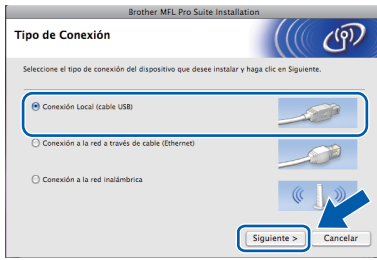 Brother MFL Pro Suite Installation
Tipo de Conexión
Seleccione el tipo de conexión del dispositivo que desee instalar y haga clic en Siguiente.
Conexión Local (cable USB)
Conexión a la red a través de cable (Ethernet)
Conexión a la red inalámbrica
Siguiente > Cancelar